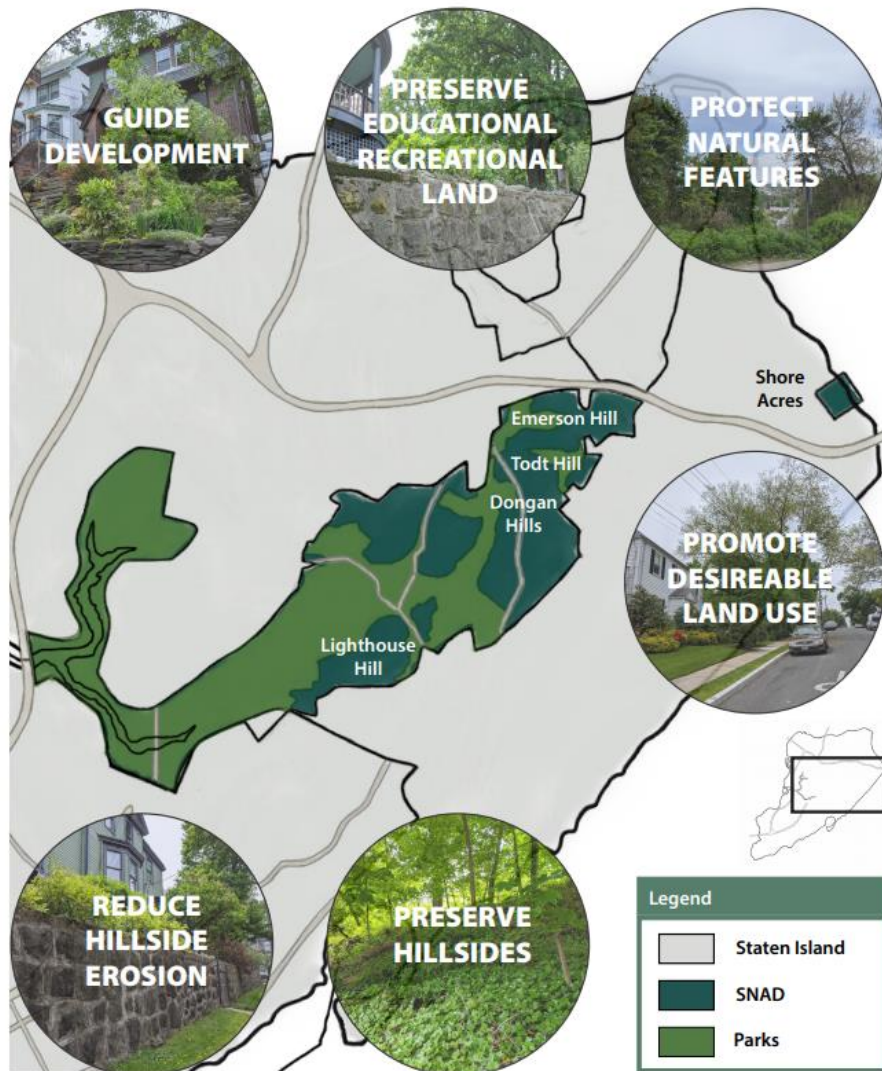 GUIDE
DEVELOPMENT
PRESERVE
EDUCATIONAL
RECREATIONAL
LAND
PROTECT
NATURAL
FEATURES
Shore
Acres
Emerson Hill
Todt Hill
Dongan
Hills
PROMOTE
DESIREABLE
LAND USE
Lighthouse
Hill
REDUCE
HILLSIDE
EROSION
PRESERVE
HILLSIDES
Legend
Staten Island
SNAD
Parks